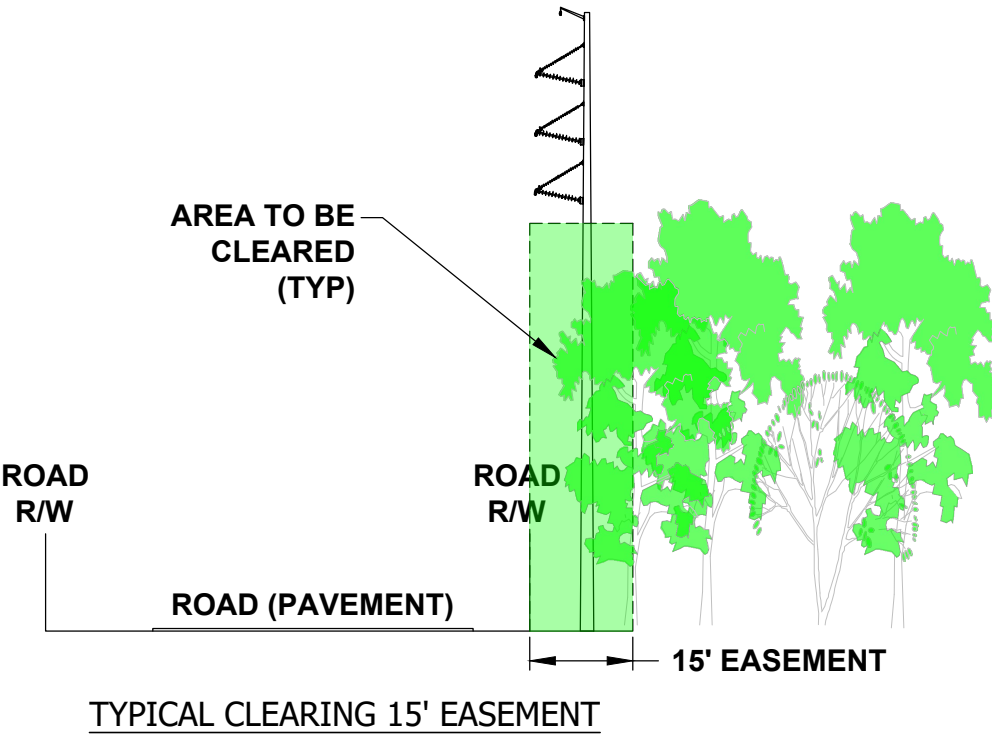 AREA TO BE
CLEARED
(TYP)
ROAD
R/W
ROAD
R/W
ROAD (PAVEMENT)
15' EASEMENT
TYPICAL CLEARING 15' EASEMENT